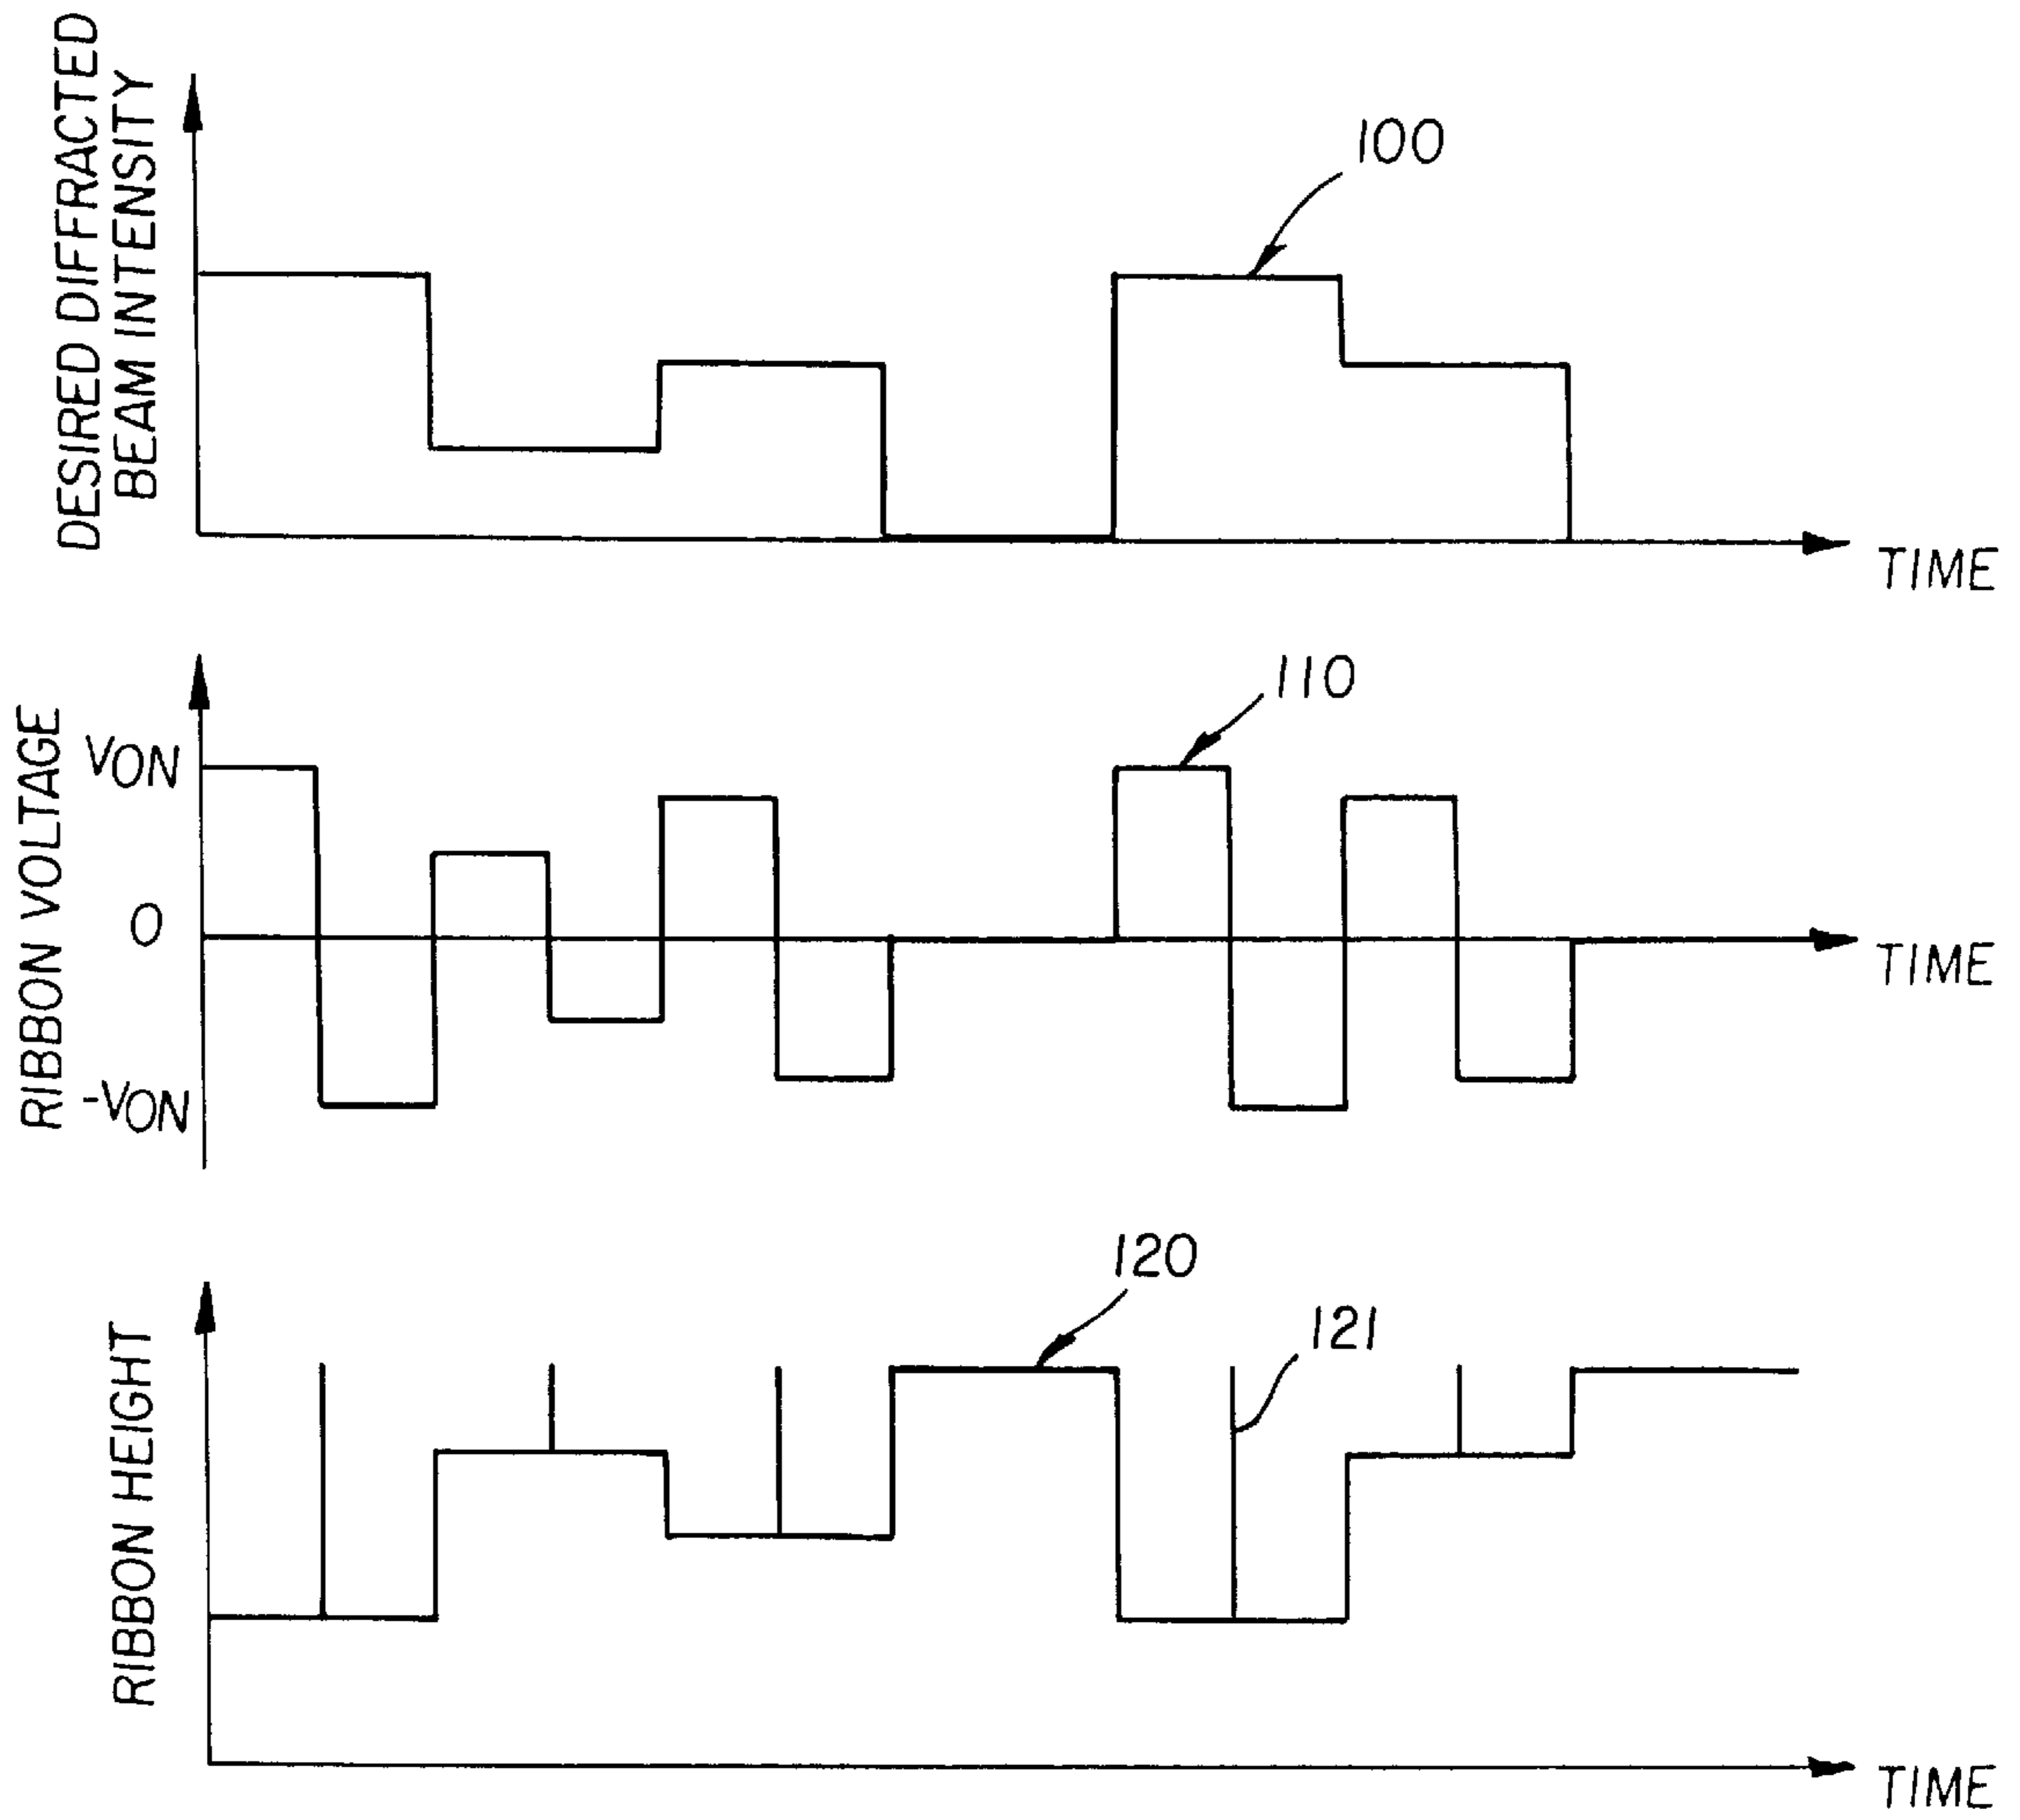 DESIRED DIFFRACTED
BEAM INTENSITY
100
TIME
RIBBON VOLTAGE
VON
0
-VON
110
TIME
RIBBON HEIGHT
120
121
TIME